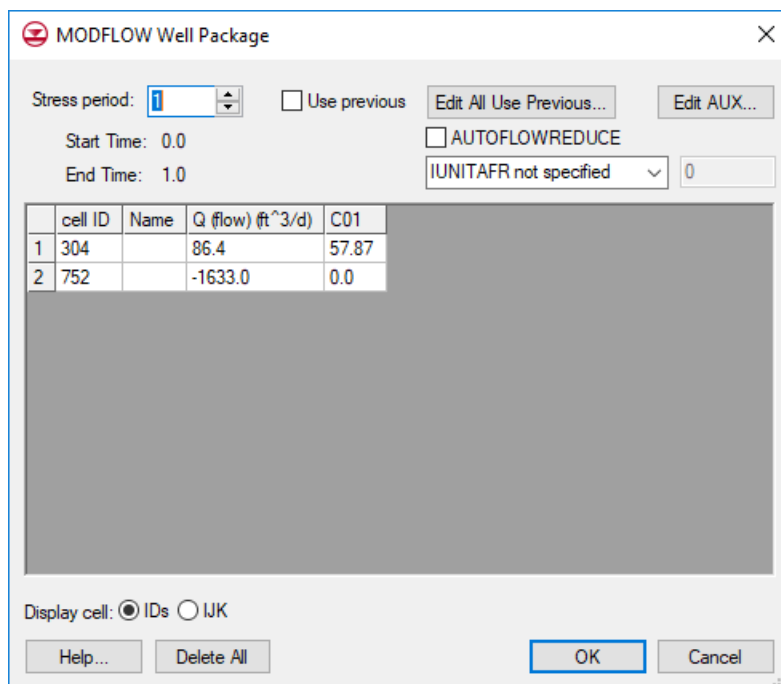 MODFLOW Well Package
Stress period: 1 Use previous Edit All Use Previous... Edit AUX...
Start Time: 0.0 AUTOFLOWREDUCE
End Time: 1.0 IUNITAFR not specified 0
cell ID Name Q (flow) (ft^3/d) C01
1 304 86.4 57.87
2 752 -1633.0 0.0
Display cell: IDs IJK
Help... Delete All OK Cancel